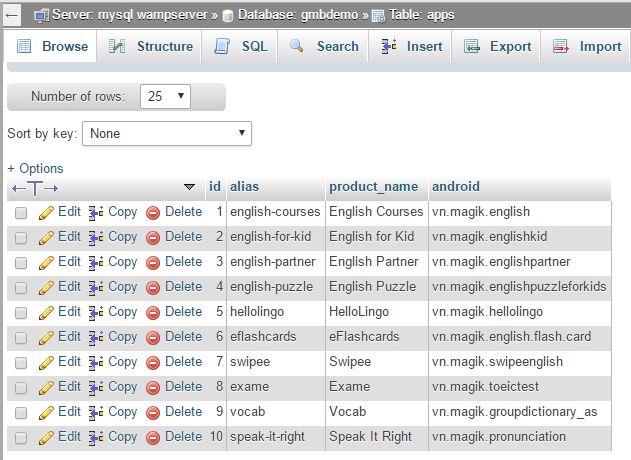 Server: mysql wampserver » Database: gmbdemo » Table: apps
Browse Structure SQL Search Insert Export Import
Number of rows: 25
Sort by key: None
+ Options
id alias product_name android
Edit Copy Delete 1 english-courses English Courses vn.magik.english
Edit Copy Delete 2 english-for-kid English for Kid vn.magik.englishkid
Edit Copy Delete 3 english-partner English Partner vn.magik.englishpartner
Edit Copy Delete 4 english-puzzle English Puzzle vn.magik.englishpuzzleforkids
Edit Copy Delete 5 hellolingo HelloLingo vn.magik.hellolingo
Edit Copy Delete 6 eflashcards eFlashcards vn.magik.english.flash.card
Edit Copy Delete 7 swipee Swipee vn.magik.swipeenglish
Edit Copy Delete 8 exame Exame vn.magik.toeictest
Edit Copy Delete 9 vocab Vocab vn.magik.groupdictionary_as
Edit Copy Delete 10 speak-it-right Speak It Right vn.magik.pronunciation